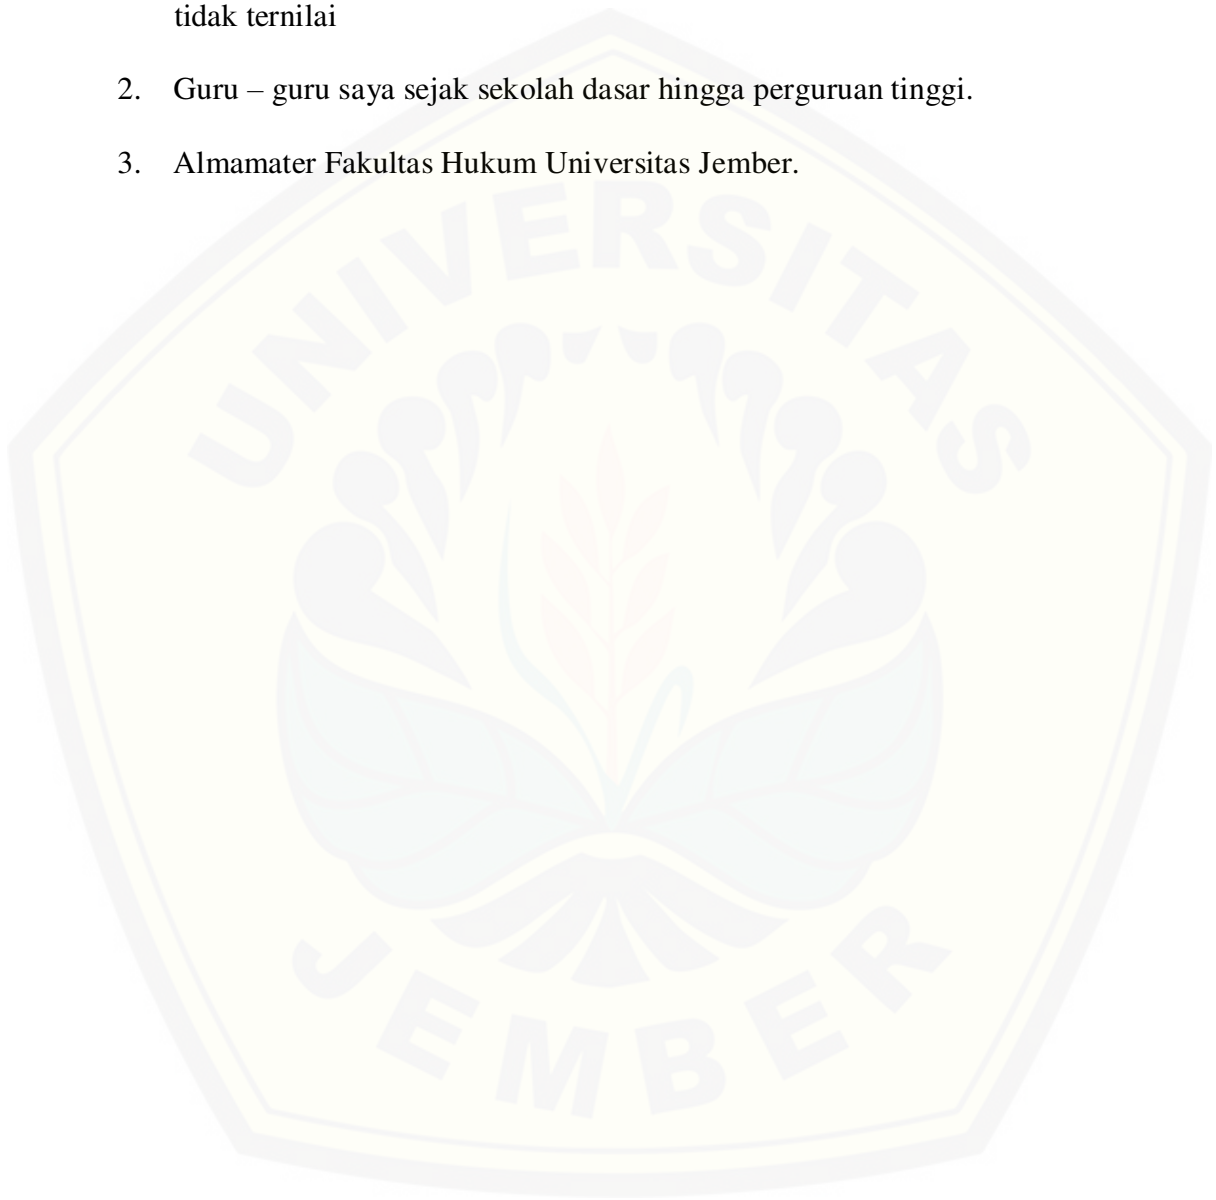 tidak ternilai
2. Guru – guru saya sejak sekolah dasar hingga perguruan tinggi.
3. Almamater Fakultas Hukum Universitas Jember.
UNIVERSITAS
JEMBER